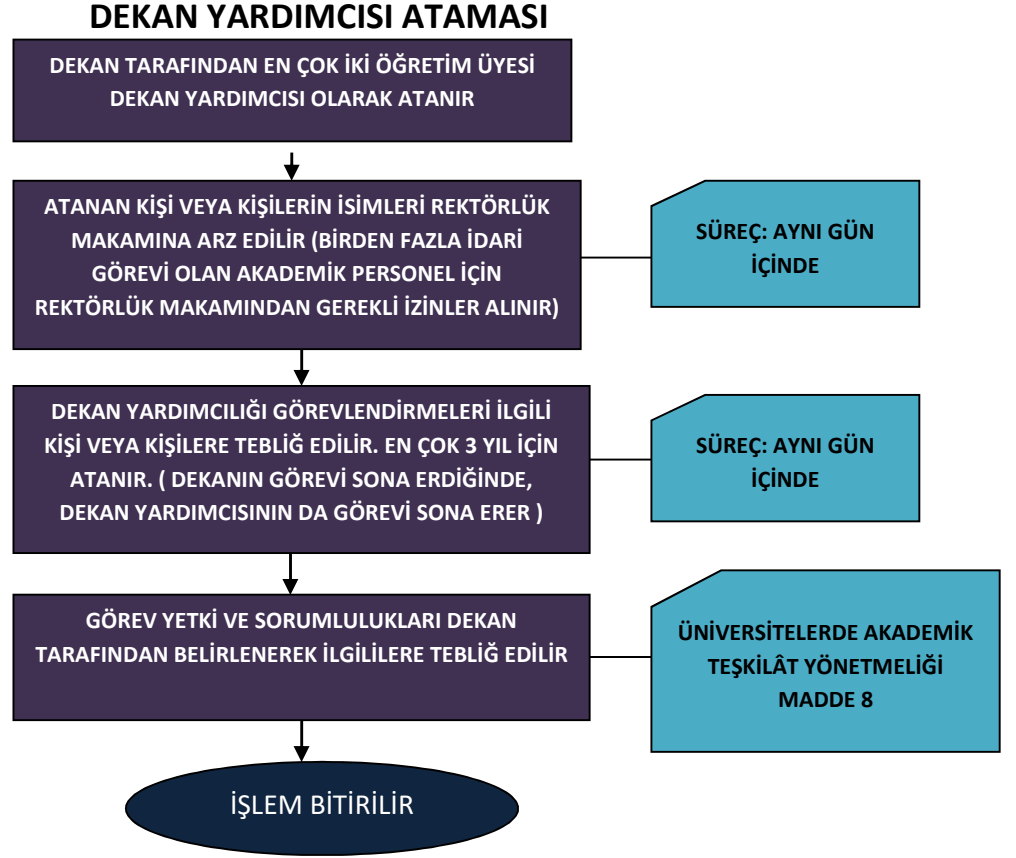 DEKAN YARDIMCISI ATAMASI
DEKAN TARAFINDAN EN ÇOK İKİ ÖĞRETİM ÜYESİ
DEKAN YARDIMCISI OLARAK ATANIR
ATANAN KİŞİ VEYA KİŞİLERİN İSİMLERİ REKTÖRLÜK
MAKAMINA ARZ EDİLİR (BİRDEN FAZLA İDARİ
GÖREVİ OLAN AKADEMİK PERSONEL İÇİN
REKTÖRLÜK MAKAMINDAN GEREKLİ İZİNLER ALINIR)
SÜREÇ: AYNI GÜN
İÇİNDE
DEKAN YARDIMCILIĞI GÖREVLENDİRMELERİ İLGİLİ
KİŞİ VEYA KİŞİLERE TEBLİĞ EDİLİR. EN ÇOK 3 YIL İÇİN
ATANIR. ( DEKANIN GÖREVİ SONA ERDİĞİNDE,
DEKAN YARDIMCISININ DA GÖREVİ SONA ERER )
SÜREÇ: AYNI GÜN
İÇİNDE
GÖREV YETKİ VE SORUMLULUKLARI DEKAN
TARAFINDAN BELİRLENEREK İLGİLİLERE TEBLİĞ EDİLİR
ÜNİVERSİTELERDE AKADEMİK
TEŞKİLÂT YÖNETMELİĞİ
MADDE 8
İŞLEM BİTİRİLİR